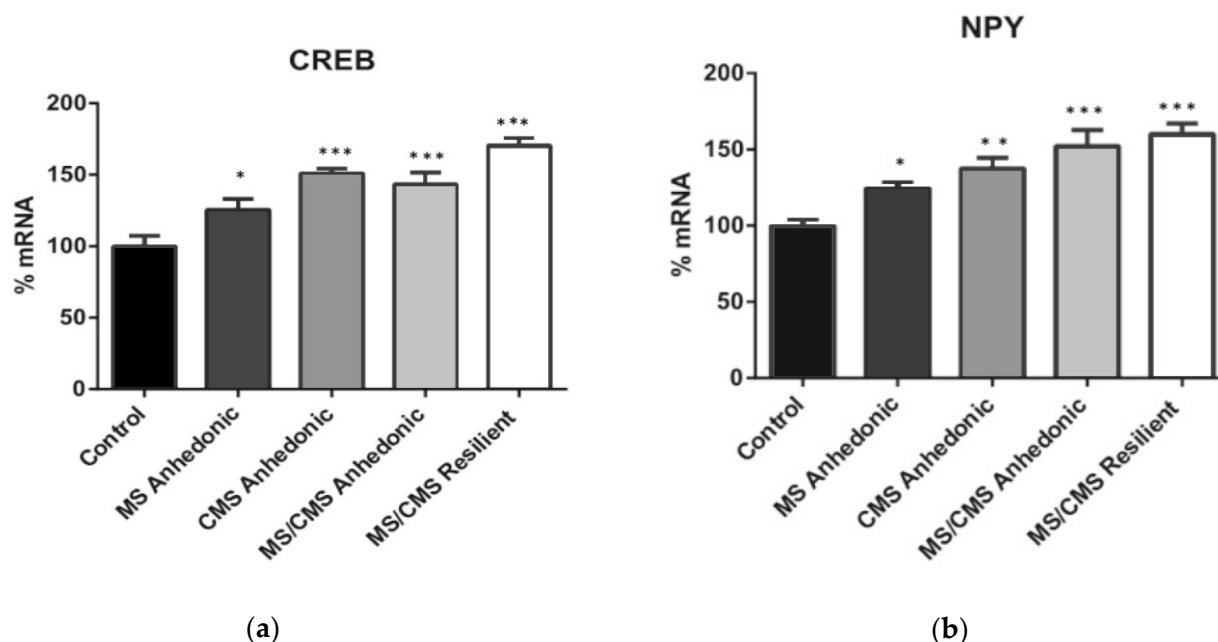 CREB
% mRNA
200
150
100
50
0
*
***
***
***
Control
MS Anhedonic
CMS Anhedonic
MS/CMS Anhedonic
MS/CMS Resilient
(a)
NPY
% mRNA
200
150
100
50
0
*
**
***
***
Control
MS Anhedonic
CMS Anhedonic
MS/CMS Anhedonic
MS/CMS Resilient
(b)